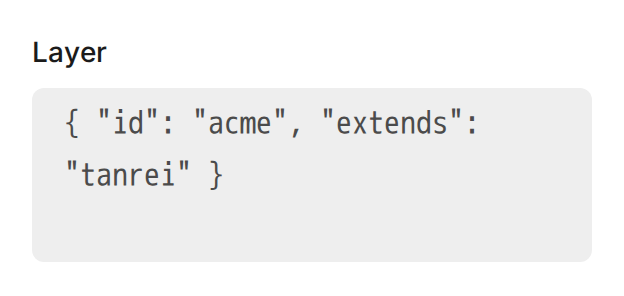 Layer
{ "id": "acme", "extends":
"tanrei" }